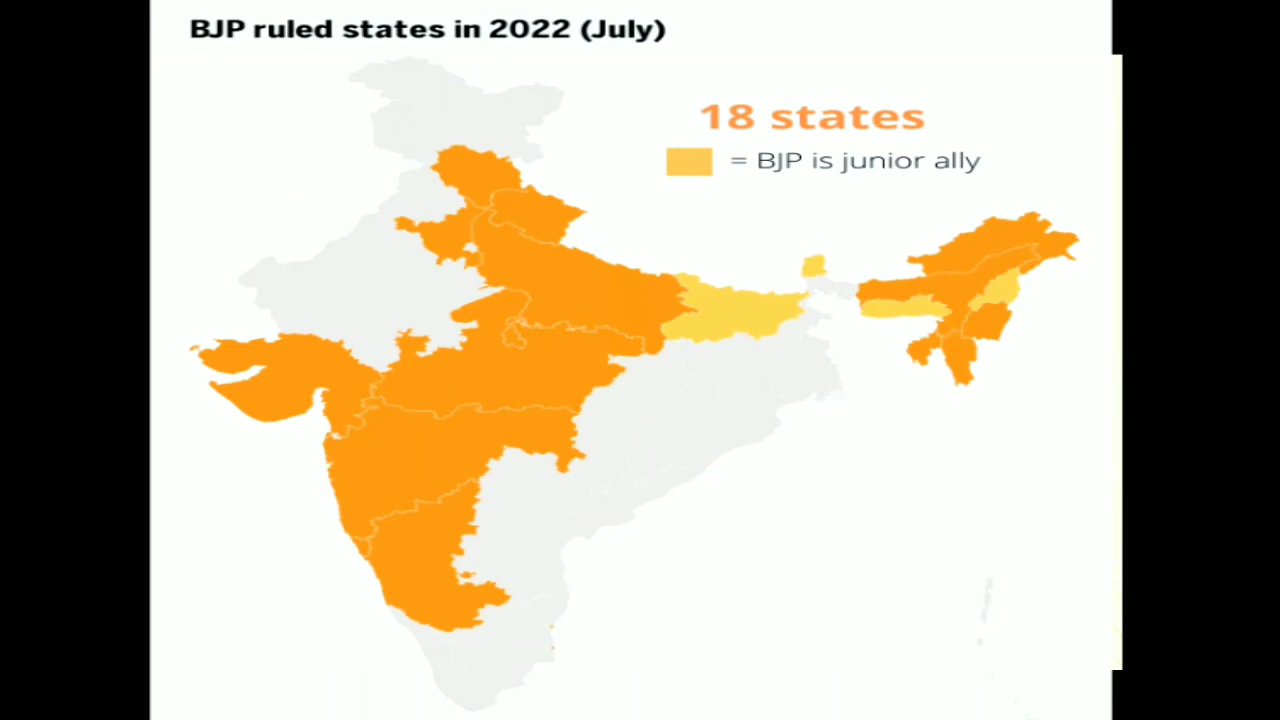 BJP ruled states in 2022 (July)
18 states
= BJP is junior ally